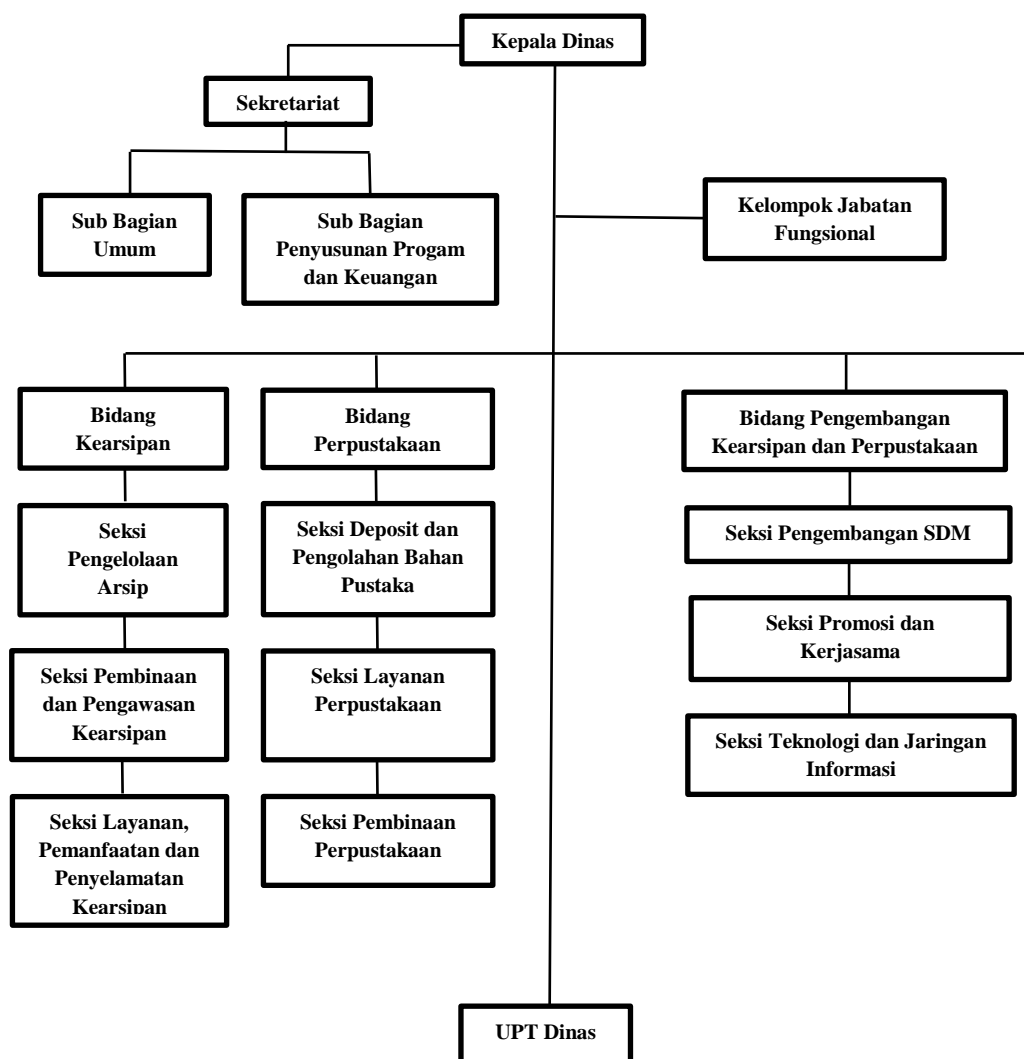 Kepala Dinas
Sekretariat
Sub Bagian
Umum
Sub Bagian
Penyusunan Progam
dan Keuangan
Kelompok Jabatan
Fungsional
Bidang
Kearsipan
Bidang
Perpustakaan
Bidang Pengembangan
Kearsipan dan Perpustakaan
Seksi
Pengelolaan
Arsip
Seksi Deposit dan
Pengolahan Bahan
Pustaka
Seksi Pengembangan SDM
Seksi Promosi dan
Kerjasama
Seksi Pembinaan
dan Pengawasan
Kearsipan
Seksi Layanan
Perpustakaan
Seksi Teknologi dan Jaringan
Informasi
Seksi Layanan,
Pemanfaatan dan
Penyelamatan
Kearsipan
Seksi Pembinaan
Perpustakaan
UPT Dinas